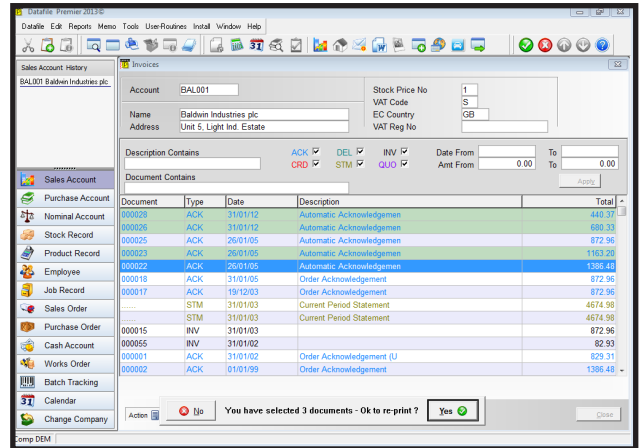 Datafile Premier 2013©
Datafile Edit Reports Memo Tools User-Routines Install Window Help
Sales Account History
BAL001 Baldwin Industries plc
Invoices
Account BAL001 Stock Price No 1
VAT Code S
Name Baldwin Industries plc EC Country GB
Address Unit 5, Light Ind. Estate VAT Reg No
Description Contains ACK DEL INV Date From To
CRD STM QUO Amt From 0.00 To 0.00
Document Contains
Apply
Sales Account
Purchase Account
Nominal Account
Stock Record
Product Record
Employee
Job Record
Sales Order
Purchase Order
Cash Account
Works Order
Batch Tracking
Calendar
Change Company
Document Type Date Description Total
000028 ACK 31/01/12 Automatic Acknowledgemen 440.37
000026 ACK 31/01/12 Automatic Acknowledgemen 680.33
000025 ACK 26/01/05 Automatic Acknowledgemen 872.96
000023 ACK 26/01/05 Automatic Acknowledgemen 1163.20
000022 ACK 26/01/05 Automatic Acknowledgemen 1386.48
000018 ACK 31/01/05 Order Acknowledgement 872.96
000017 ACK 19/12/03 Order Acknowledgement 872.96
...... STM 31/01/03 Current Period Statement 4674.98
...... STM 31/01/03 Current Period Statement 4674.98
000015 INV 31/01/03 872.96
000055 INV 31/01/02 82.93
000001 ACK 31/01/02 Order Acknowledgement (U 829.31
000002 ACK 01/01/99 Order Acknowledgement 1386.48
Action No You have selected 3 documents - Ok to re-print ? Yes Close
Comp DEM